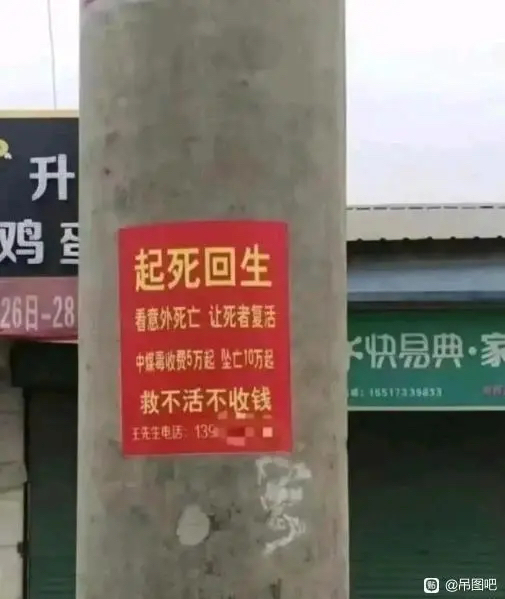 起死回生
看意外死亡 让死者复活
中煤毒收费5万起 坠亡10万起
救不活不收钱
王先生电话：139
升
鸡蛋
26日-28
水快易典·家
16517339833
@吊图吧